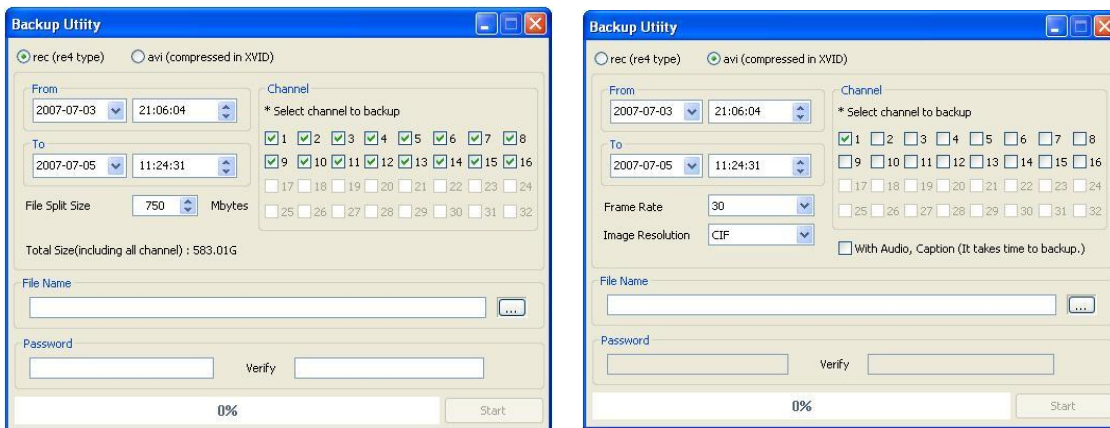 Backup Utiity
rec (re4 type) avi (compressed in XVID)
From
2007-07-03 21:06:04
To
2007-07-05 11:24:31
File Split Size 750 Mbytes
Total Size(including all channel) : 583.01G
Channel
* Select channel to backup
1 2 3 4 5 6 7 8
9 10 11 12 13 14 15 16
17 18 19 20 21 22 23 24
25 26 27 28 29 30 31 32
File Name
...
Password
Verify
0% Start
Backup Utiity
rec (re4 type) avi (compressed in XVID)
From
2007-07-03 21:06:04
To
2007-07-05 11:24:31
Frame Rate 30
Image Resolution CIF
Channel
* Select channel to backup
1 2 3 4 5 6 7 8
9 10 11 12 13 14 15 16
17 18 19 20 21 22 23 24
25 26 27 28 29 30 31 32
With Audio, Caption (It takes time to backup.)
File Name
...
Password
Verify
0% Start